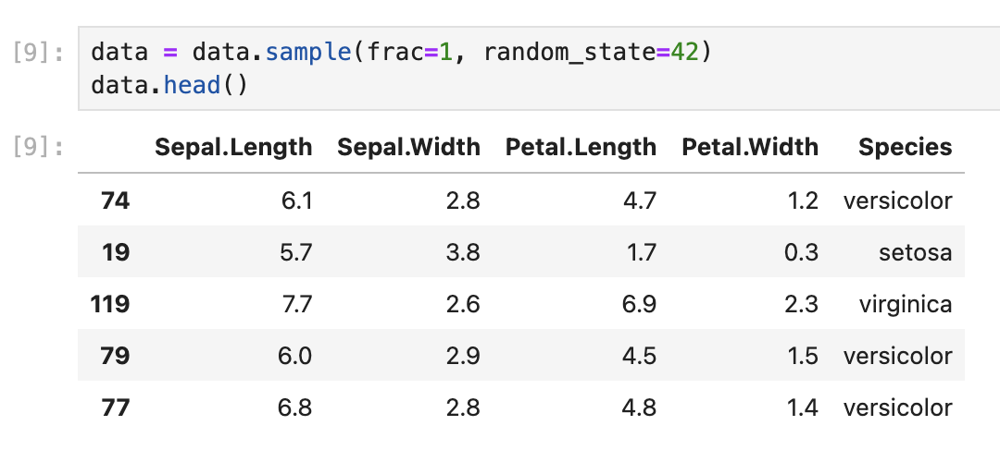 [9]: data = data.sample(frac=1, random_state=42)
data.head()
[9]: Sepal.Length Sepal.Width Petal.Length Petal.Width Species
74 6.1 2.8 4.7 1.2 versicolor
19 5.7 3.8 1.7 0.3 setosa
119 7.7 2.6 6.9 2.3 virginica
79 6.0 2.9 4.5 1.5 versicolor
77 6.8 2.8 4.8 1.4 versicolor